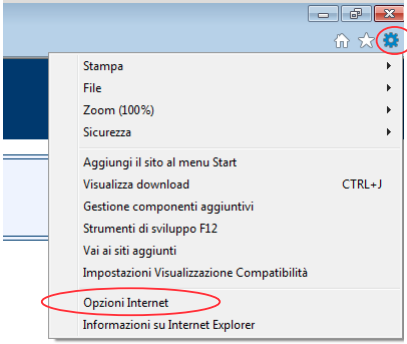 Stampa
File
Zoom (100%)
Sicurezza
Aggiungi il sito al menu Start
Visualizza download CTRL+J
Gestione componenti aggiuntivi
Strumenti di sviluppo F12
Vai ai siti aggiunti
Impostazioni Visualizzazione Compatibilità
Opzioni Internet
Informazioni su Internet Explorer